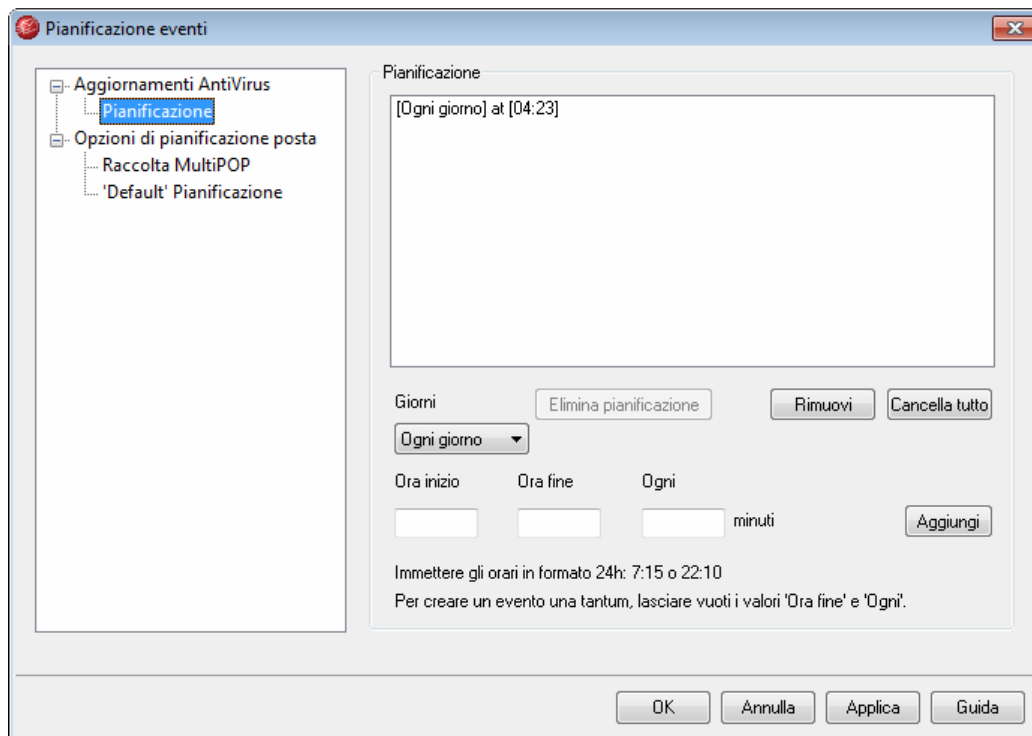 Pianificazione eventi
Aggiornamenti AntiVirus
Pianificazione
Opzioni di pianificazione posta
Raccolta MultiPOP
'Default' Pianificazione
Pianificazione
[Ogni giorno] at [04:23]
Giorni
Elimina pianificazione
Rimuovi
Cancella tutto
Ogni giorno
Ora inizio
Ora fine
Ogni
minuti
Aggiungi
Immettere gli orari in formato 24h: 7:15 o 22:10
Per creare un evento una tantum, lasciare vuoti i valori 'Ora fine' e 'Ogni'.
OK
Annulla
Applica
Guida